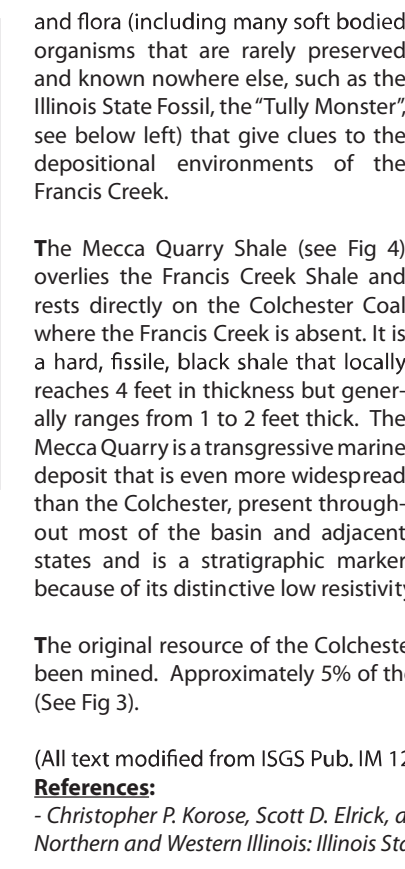 and flora (including many soft bodied
organisms that are rarely preserved
and known nowhere else, such as the
Illinois State Fossil, the “Tully Monster”,
see below left) that give clues to the
depositional environments of the
Francis Creek.
The Mecca Quarry Shale (see Fig 4)
overlies the Francis Creek Shale and
rests directly on the Colchester Coal
where the Francis Creek is absent. It is
a hard, fissile, black shale that locally
reaches 4 feet in thickness but gener-
ally ranges from 1 to 2 feet thick. The
Mecca Quarry is a transgressive marine
deposit that is even more widespread
than the Colchester, present through-
out most of the basin and adjacent
states and is a stratigraphic marker
because of its distinctive low resistivity
The original resource of the Colcheste
been mined. Approximately 5% of the
(See Fig 3).
(All text modified from ISGS Pub. IM 12
References:
- Christopher P. Korose, Scott D. Elrick, a
Northern and Western Illinois: Illinois Sta